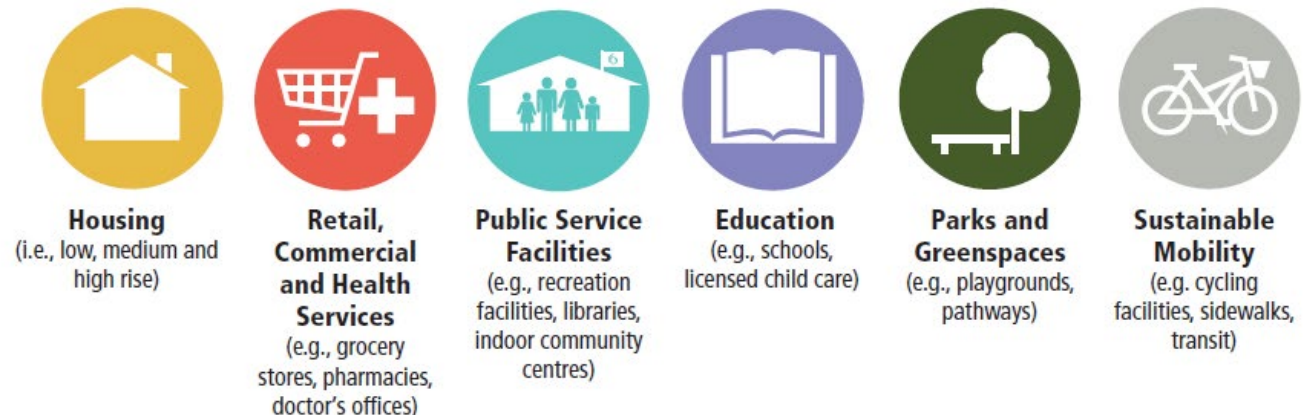 6
Housing
(i.e., low, medium and
high rise)
Retail,
Commercial
and Health
Services
(e.g., grocery
stores, pharmacies,
doctor's offices)
Public Service
Facilities
(e.g., recreation
facilities, libraries,
indoor community
centres)
Education
(e.g., schools,
licensed child care)
Parks and
Greenspaces
(e.g., playgrounds,
pathways)
Sustainable
Mobility
(e.g. cycling
facilities, sidewalks,
transit)